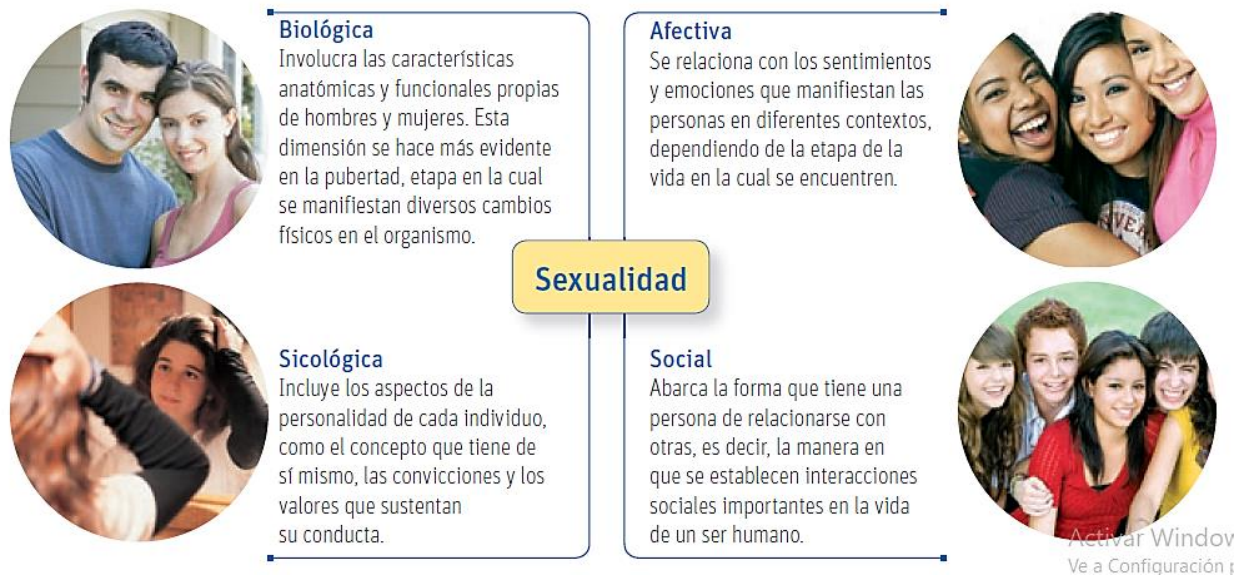 Biológica
Involucra las características
anatómicas y funcionales propias
de hombres y mujeres. Esta
dimensión se hace más evidente
en la pubertad, etapa en la cual
se manifiestan diversos cambios
físicos en el organismo.
Afectiva
Se relaciona con los sentimientos
y emociones que manifiestan las
personas en diferentes contextos,
dependiendo de la etapa de la
vida en la cual se encuentren.
Sexualidad
Sicológica
Incluye los aspectos de la
personalidad de cada individuo,
como el concepto que tiene de
sí mismo, las convicciones y los
valores que sustentan
su conducta.
Social
Abarca la forma que tiene una
persona de relacionarse con
otras, es decir, la manera en
que se establecen interacciones
sociales importantes en la vida
de un ser humano.
Activar Window
Ve a Configuración p